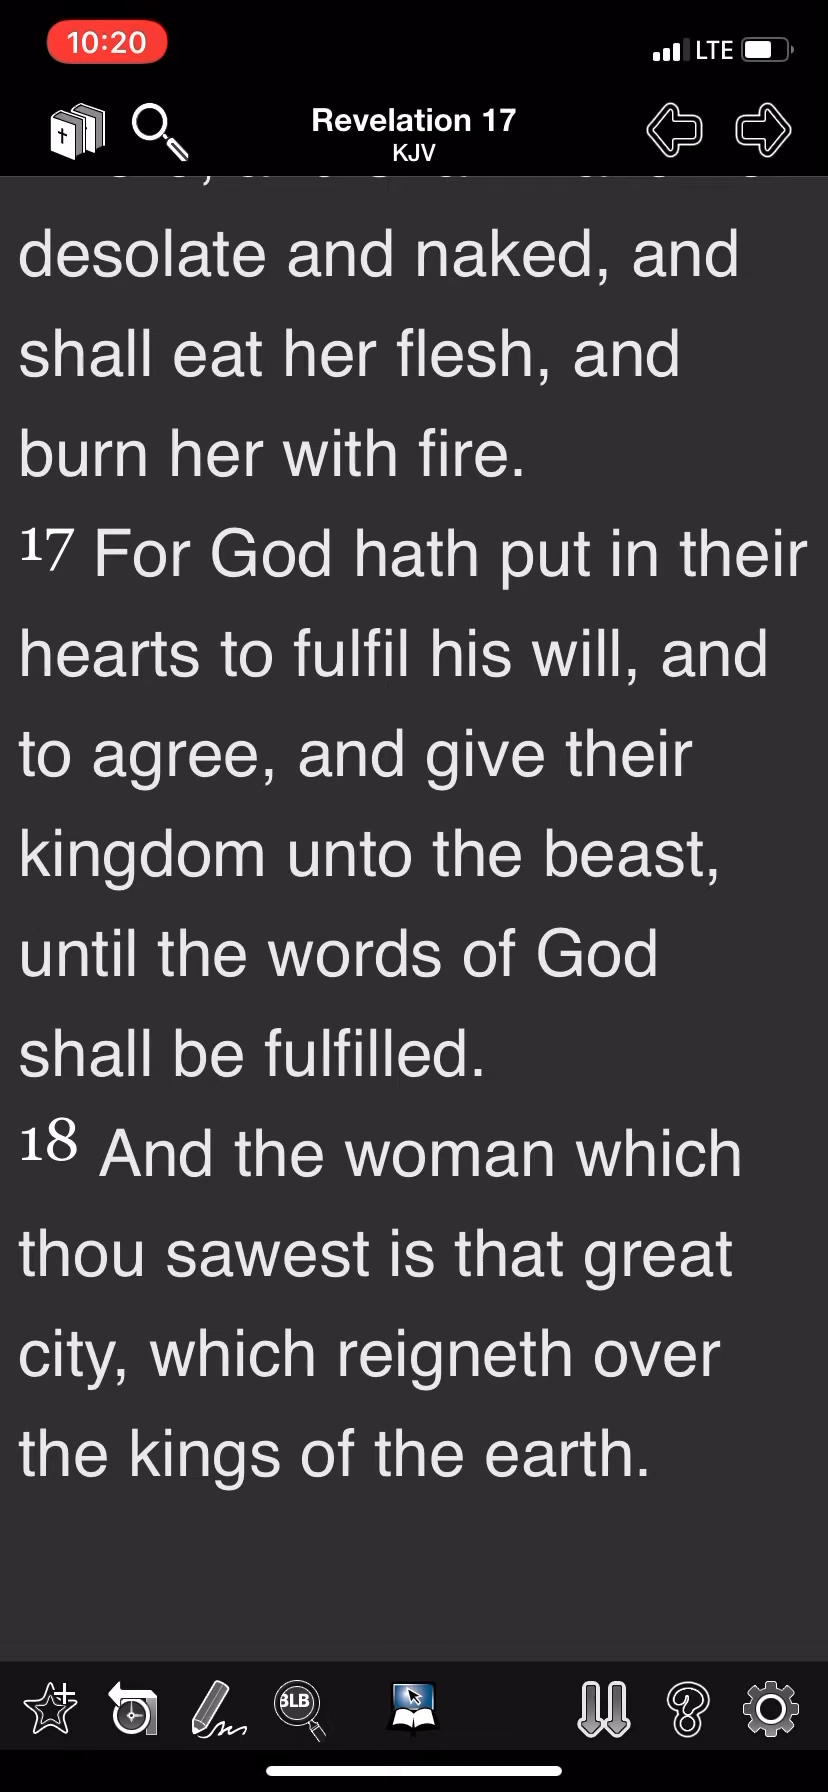 10:20
LTE
Revelation 17
KJV
desolate and naked, and
shall eat her flesh, and
burn her with fire.
17 For God hath put in their
hearts to fulfil his will, and
to agree, and give their
kingdom unto the beast,
until the words of God
shall be fulfilled.
18 And the woman which
thou sawest is that great
city, which reigneth over
the kings of the earth.
BLB